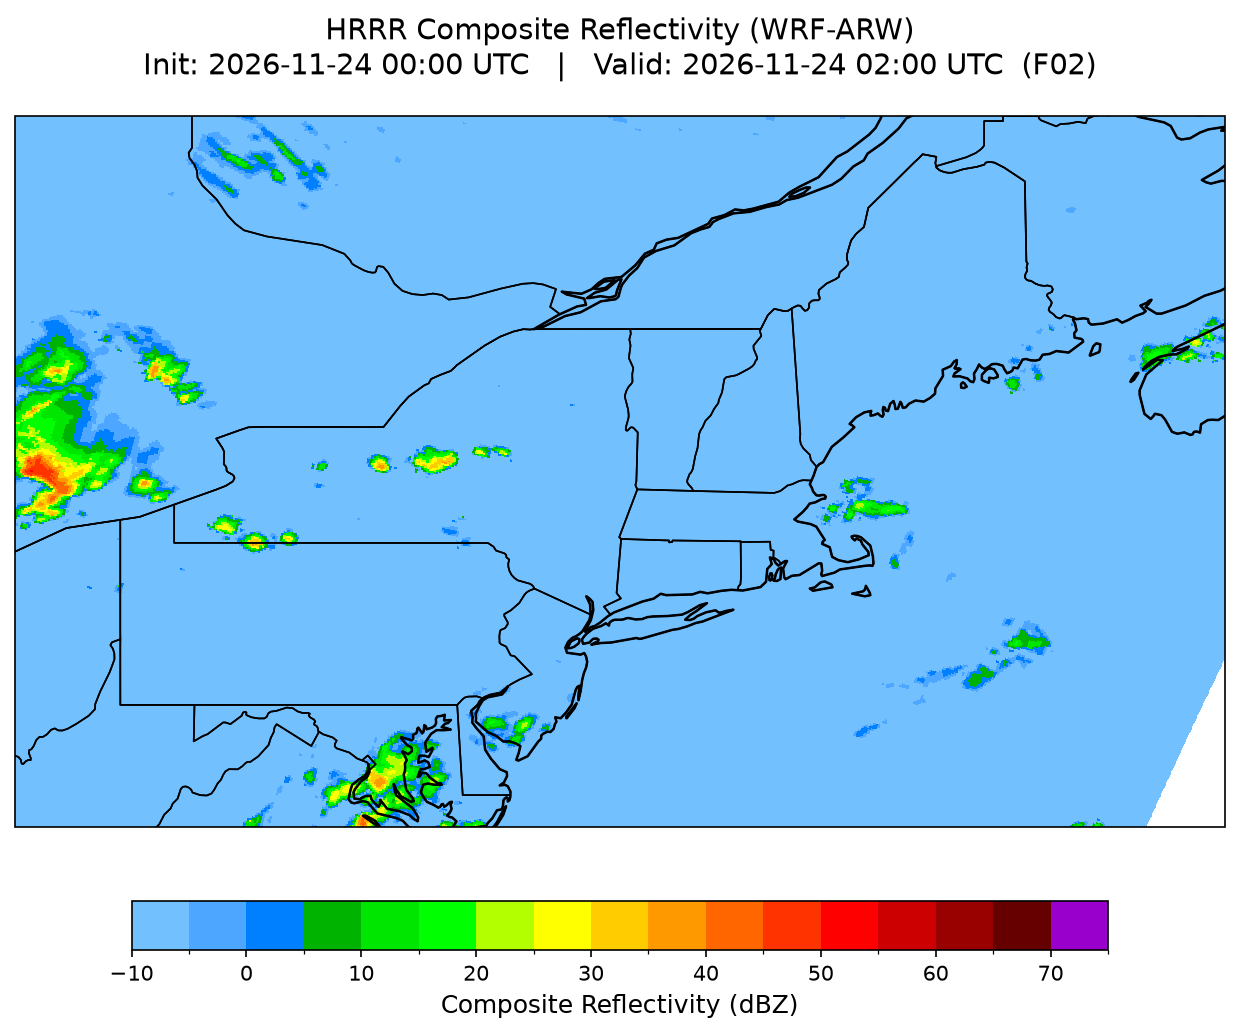 HRRR Composite Reflectivity (WRF-ARW)
Init: 2026-11-24 00:00 UTC   |   Valid: 2026-11-24 02:00 UTC  (F02)
−10 0 10 20 30 40 50 60 70
Composite Reflectivity (dBZ)